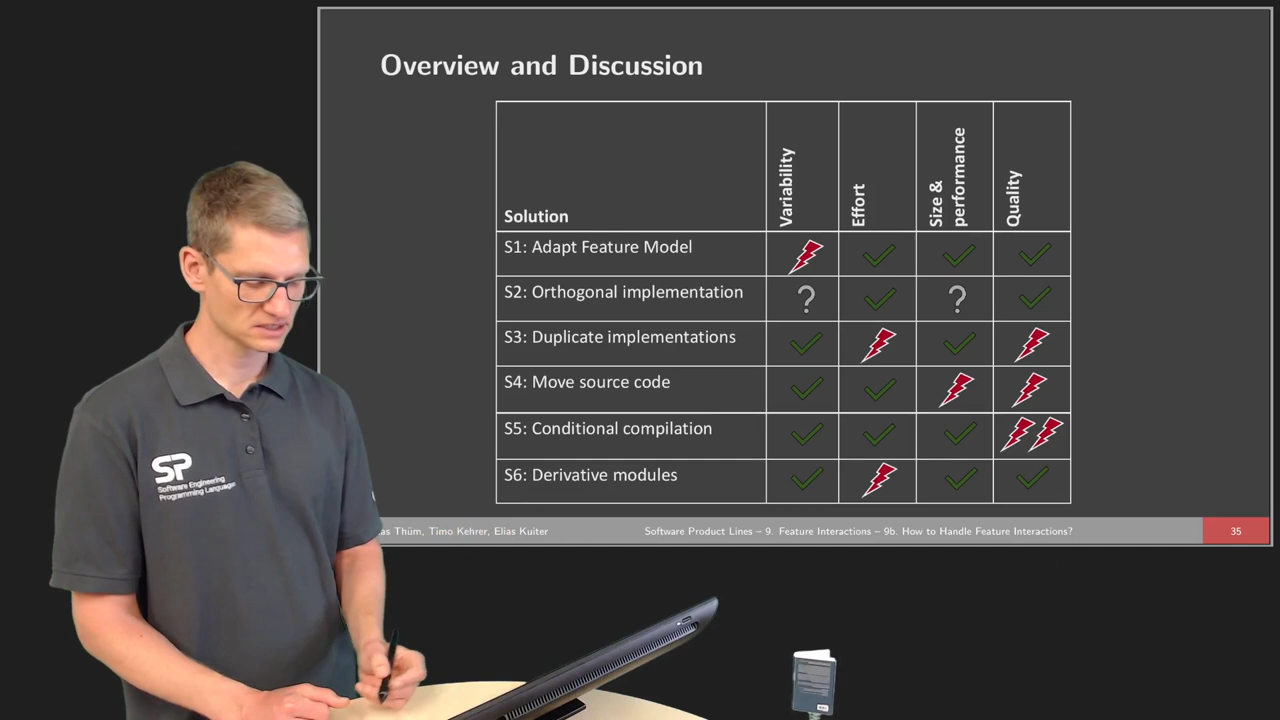 Overview and Discussion
Solution
Variability
Effort
Size &
performance
Quality
S1: Adapt Feature Model
S2: Orthogonal implementation
? ?
S3: Duplicate implementations
S4: Move source code
S5: Conditional compilation
S6: Derivative modules
Thüm, Timo Kehrer, Elias Kuiter
Software Product Lines – 9. Feature Interactions – 9b. How to Handle Feature Interactions?
35
SP
Software Engineering
Programming Language